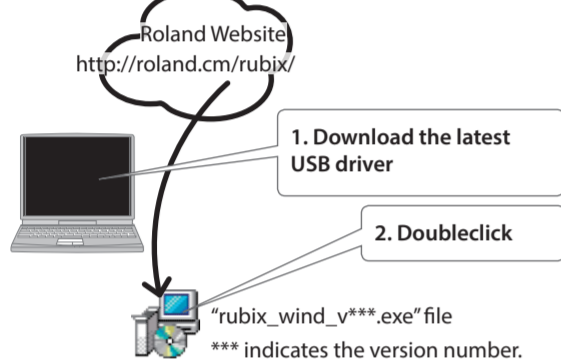 Roland Website
http://roland.cm/rubix/
1. Download the latest
USB driver
2. Doubleclick
“rubix_wind_v***.exe” file
*** indicates the version number.